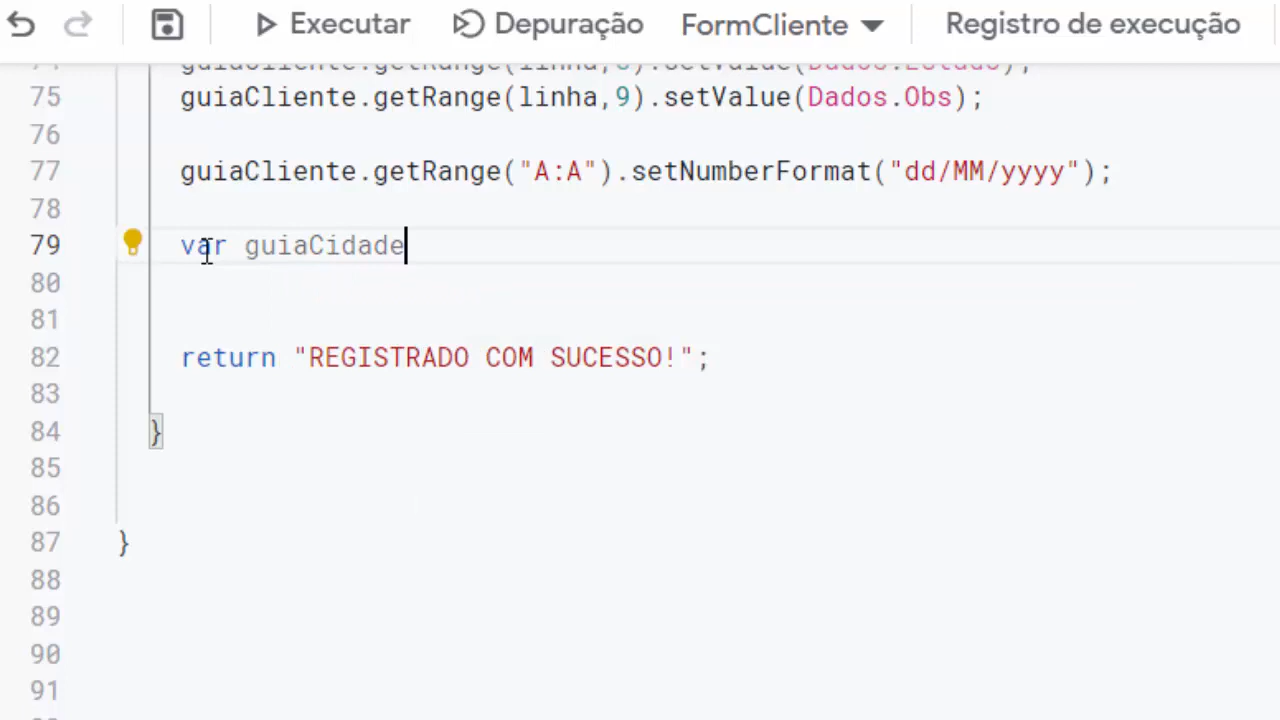 Executar Depuração FormCliente Registro de execução
75 guiaCliente.getRange(linha,9).setValue(Dados.Obs);
76
77 guiaCliente.getRange("A:A").setNumberFormat("dd/MM/yyyy");
78
79 var guiaCidade
80
81
82 return "REGISTRADO COM SUCESSO!";
83
84 }
85
86
87 }
88
89
90
91